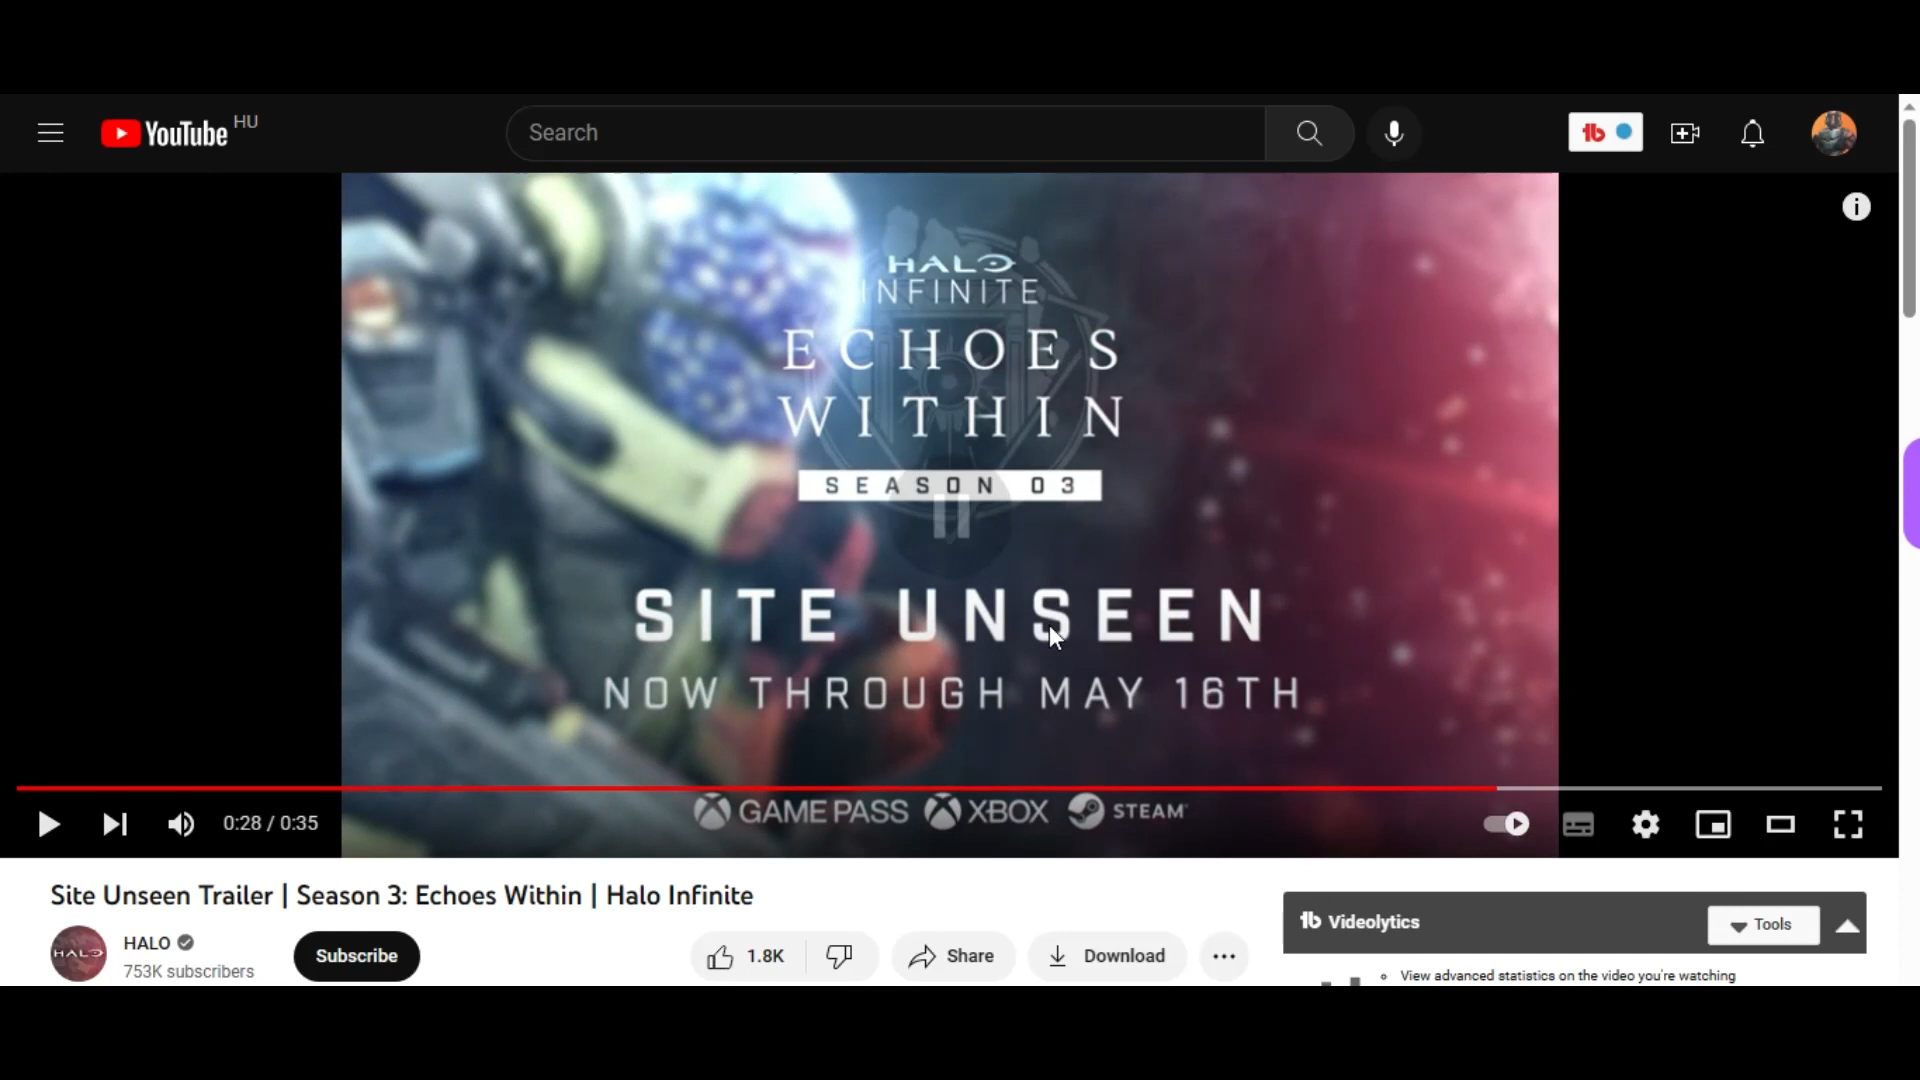 YouTube HU
Search
HALO
INFINITE
ECHOES
WITHIN
SEASON 03
SITE UNSEEN
NOW THROUGH MAY 16TH
GAME PASS XBOX STEAM
0:28 / 0:35
Site Unseen Trailer | Season 3: Echoes Within | Halo Infinite
HALO
HALO
753K subscribers
Subscribe
1.8K
Share
Download
tb Videolytics
Tools
View advanced statistics on the video you're watching